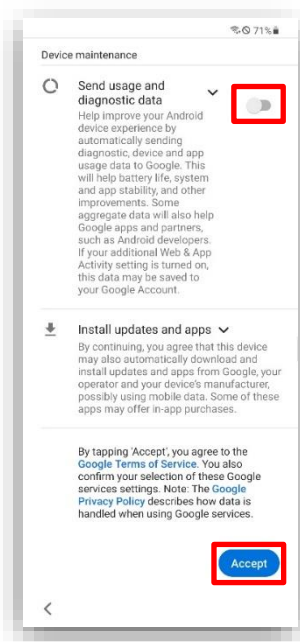 71%
Device maintenance
Send usage and
diagnostic data
Help improve your Android
device experience by
automatically sending
diagnostic, device and app
usage data to Google. This
will help battery life, system
and app stability, and other
improvements. Some
aggregate data will also help
Google apps and partners,
such as Android developers.
If your additional Web & App
Activity setting is turned on,
this data may be saved to
your Google Account.
Install updates and apps
By continuing, you agree that this device
may also automatically download and
install updates and apps from Google, your
operator and your device's manufacturer,
possibly using mobile data. Some of these
apps may offer in-app purchases.
By tapping 'Accept', you agree to the
Google Terms of Service. You also
confirm your selection of these Google
services settings. Note: The Google
Privacy Policy describes how data is
handled when using Google services.
Accept